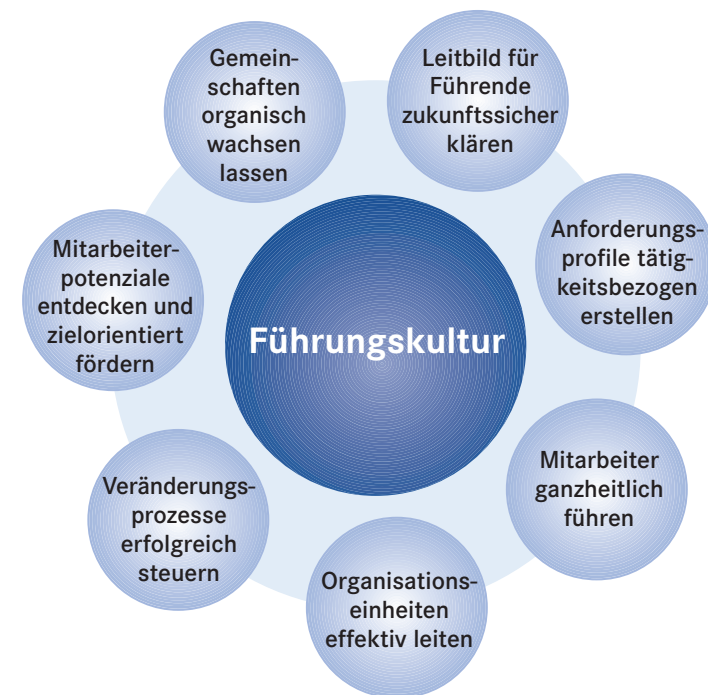 Gemein-
schaften
organisch
wachsen
lassen
Leitbild für
Führende
zukunftssicher
klären
Anforderungs-
profile tätig-
keitsbezogen
erstellen
Mitarbeiter
ganzheitlich
führen
Organisations-
einheiten
effektiv leiten
Veränderungs-
prozesse
erfolgreich
steuern
Mitarbeiter-
potenziale
entdecken und
zielorientiert
fördern
Führungskultur